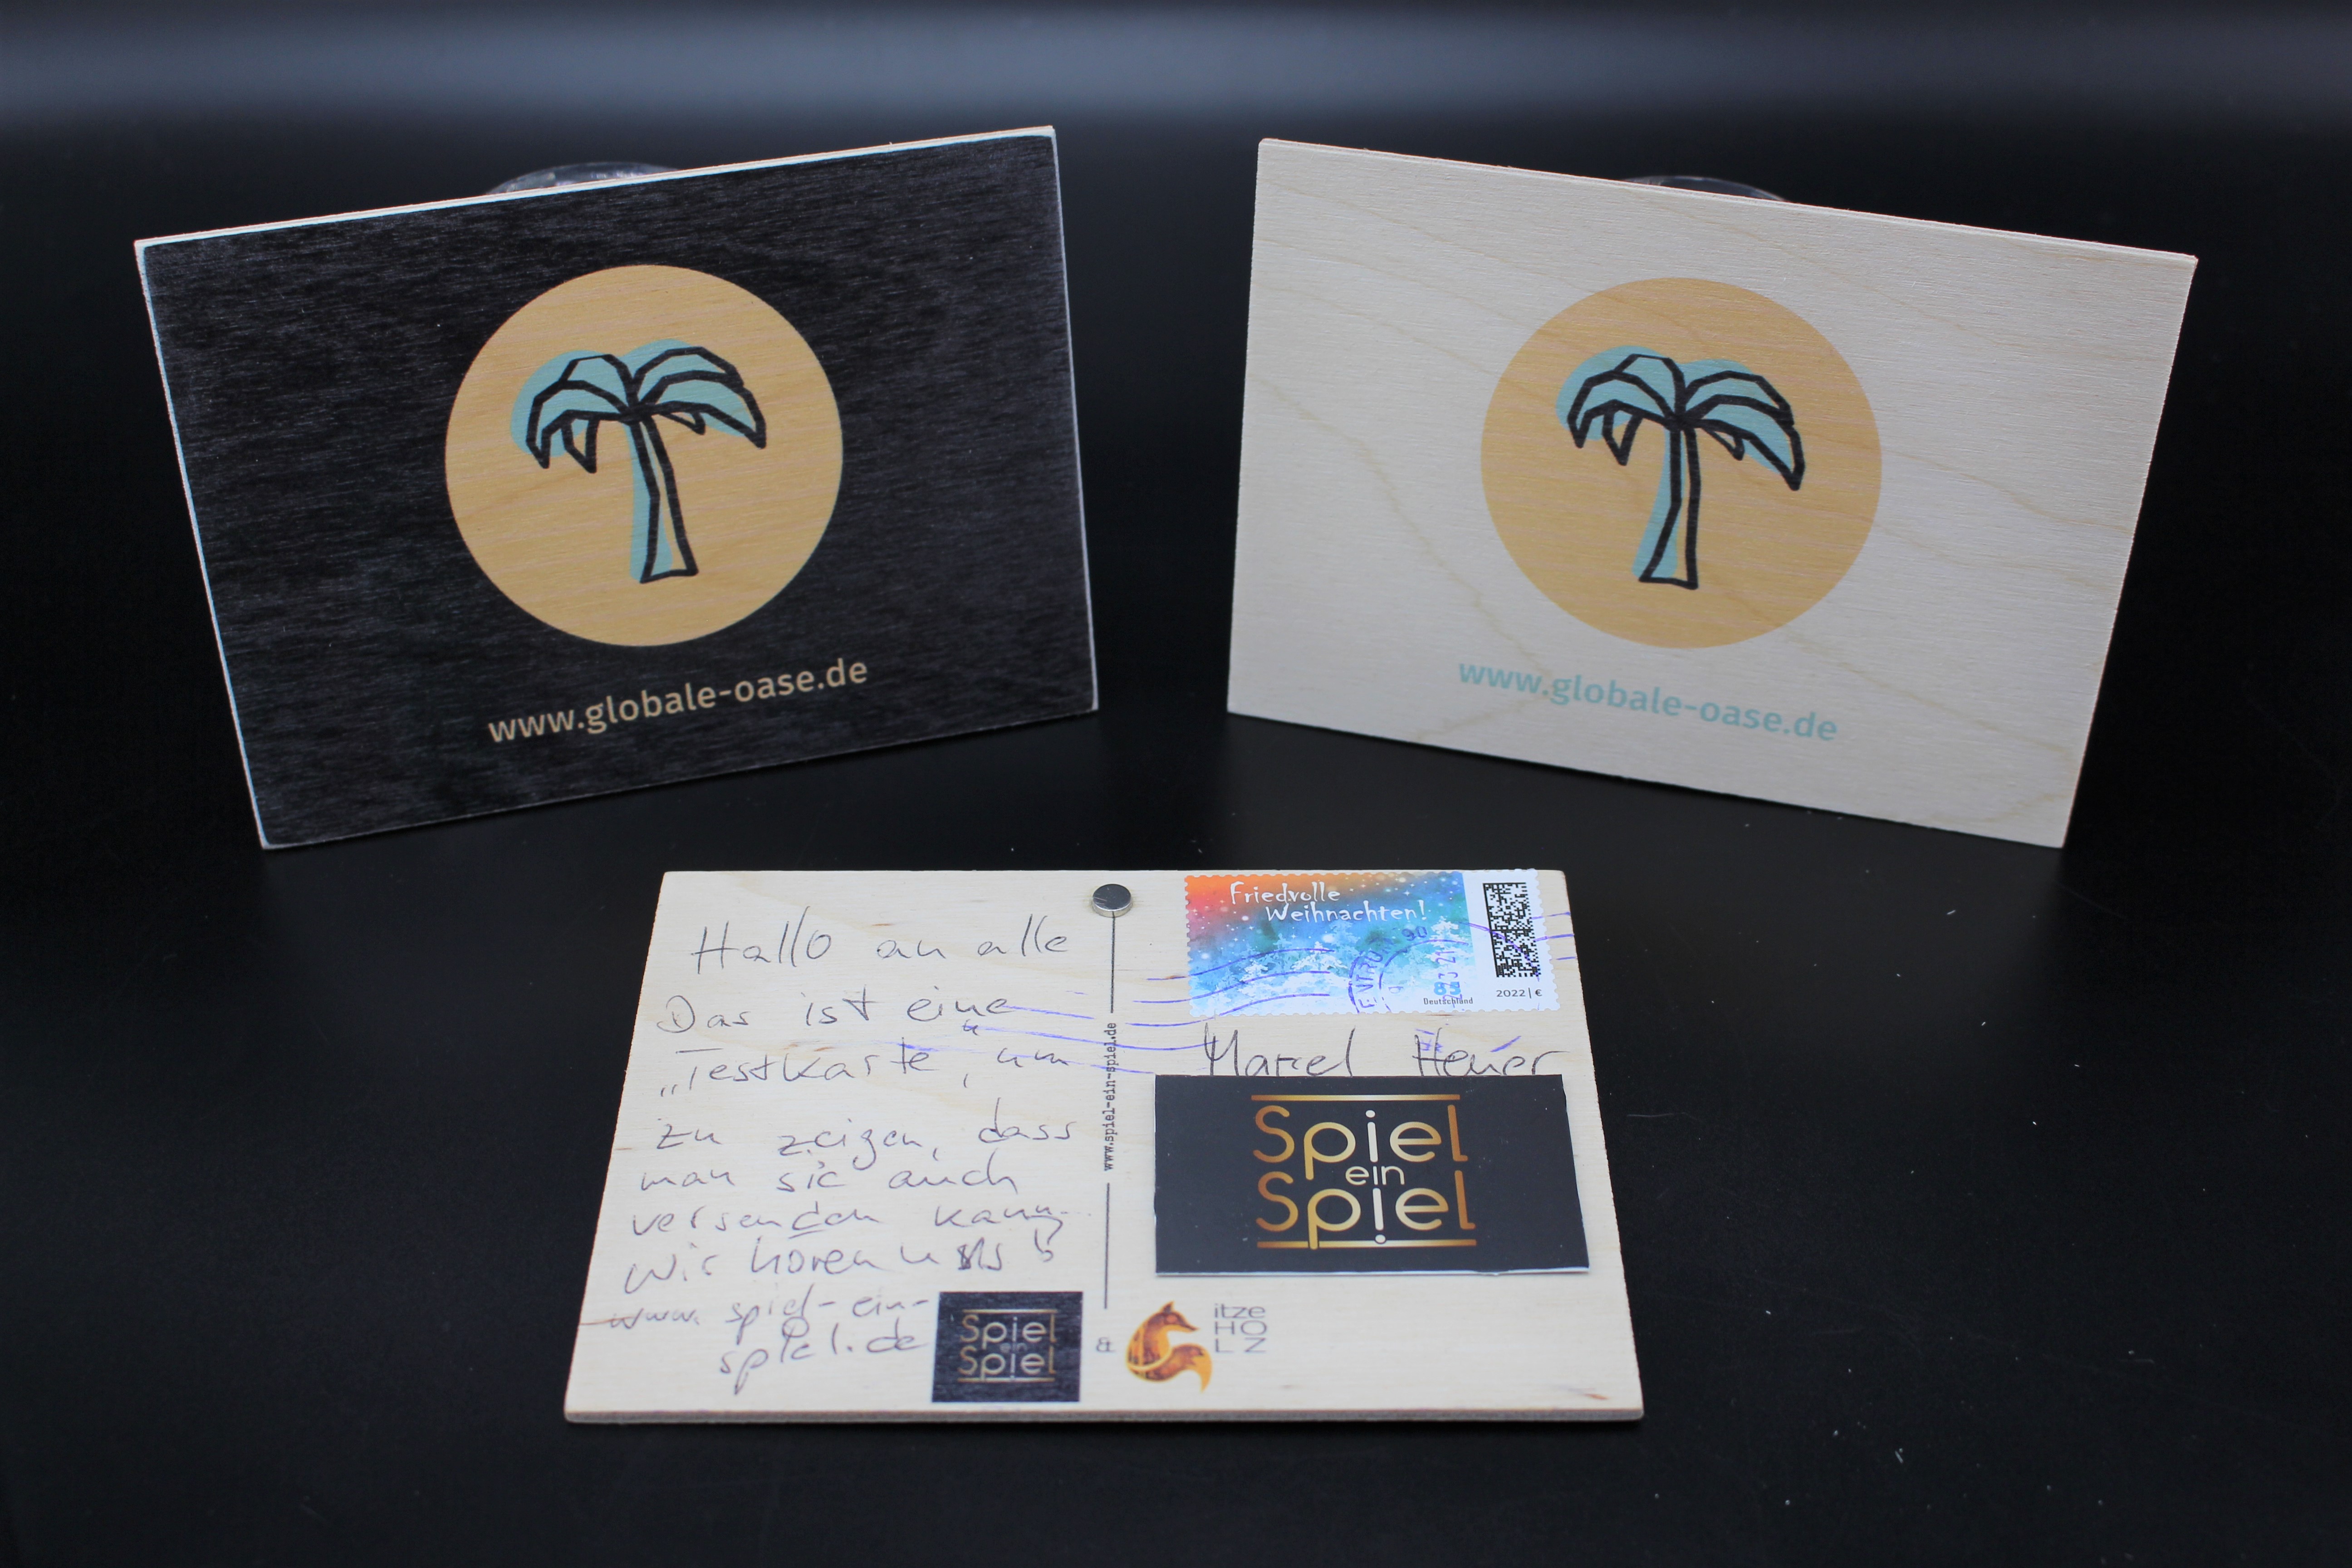 www.globale-oase.de
www.globale-oase.de
Hallo an alle
Das ist eine
„Testkarte“, um
zu zeigen, dass
man sie auch
versenden kann.
Wir hören uns
www.spiel-ein-
spiel.de
Spiel
ein
Spiel
&
itze
HO
LZ
www.spiel-ein-spiel.de
Friedvolle
Weihnachten!
85
Deutschland
2022 | €
Marcel Heuer
Spiel
ein
Spiel